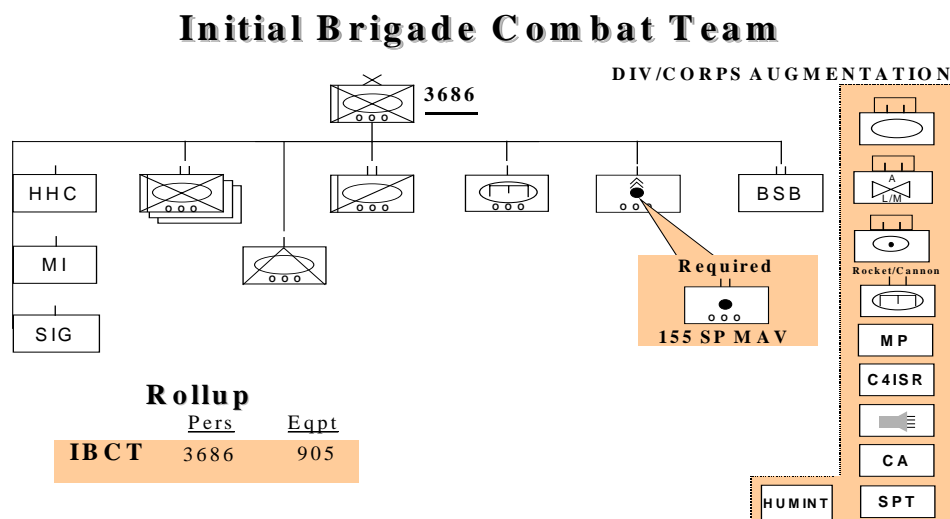 Initial Brigade Combat Team
DIV/CORPS AUGMENTATION
3686
HHC
BSB
MI
SIG
A
L/M
Rocket/Cannon
Required
155 SP MAV
MP
C4ISR
CA
HUMINT
SPT
Rollup
Pers Eqpt
IBCT 3686 905